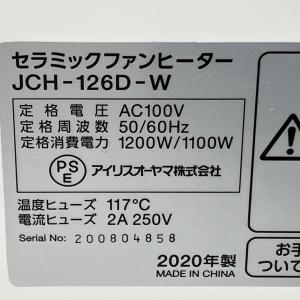 セラミックファンヒーター
JCH-126D-W
定格電圧 AC100V
定格周波数 50/60Hz
定格消費電力 1200W/1100W
PSE アイリスオーヤマ株式会社
温度ヒューズ 117℃
電流ヒューズ 2A 250V
Serial No: 200804858
2020年製
MADE IN CHINA
お手
ってい